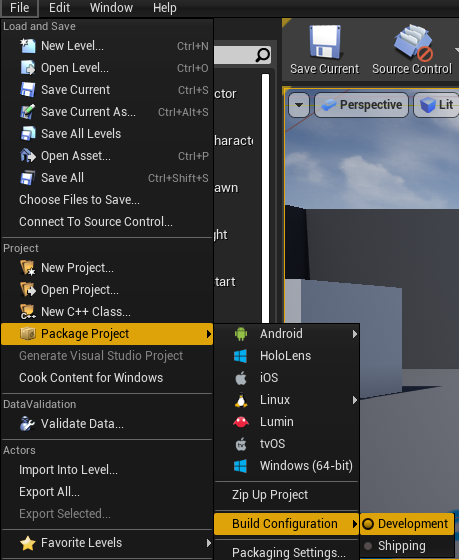 File Edit Window Help
Load and Save
New Level... Ctrl+N
Open Level... Ctrl+O
Save Current Ctrl+S
Save Current As... Ctrl+Alt+S
Save All Levels
Open Asset... Ctrl+P
Save All Ctrl+Shift+S
Choose Files to Save...
Connect To Source Control...
Project
New Project...
Open Project...
New C++ Class...
Package Project
Generate Visual Studio Project
Cook Content for Windows
DataValidation
Validate Data...
Actors
Import Into Level...
Export All...
Export Selected...
Favorite Levels
Android
HoloLens
iOS
Linux
Lumin
tvOS
Windows (64-bit)
Zip Up Project
Build Configuration
Packaging Settings...
Development
Shipping
Save Current
Source Control
Perspective
Lit
ctor
haracte
awn
ght
tart